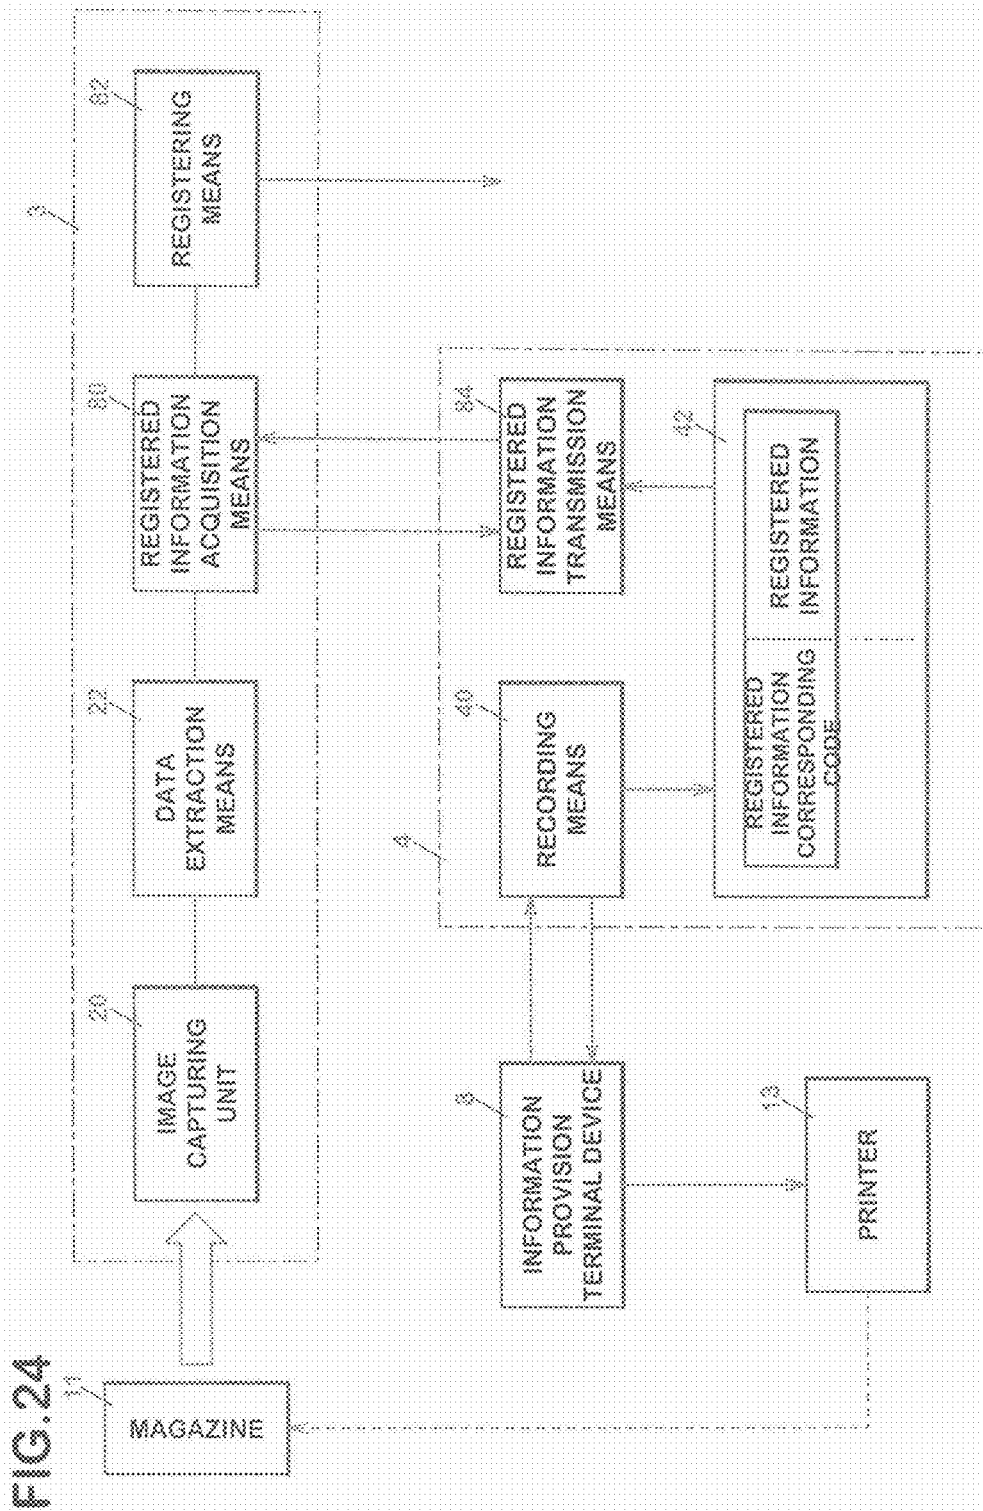 FIG.24
11
MAGAZINE
3
20
IMAGE
CAPTURING
UNIT
22
DATA
EXTRACTION
MEANS
80
REGISTERED
INFORMATION
ACQUISITION
MEANS
82
REGISTERING
MEANS
6
INFORMATION
PROVISION
TERMINAL DEVICE
4
40
RECORDING
MEANS
84
REGISTERED
INFORMATION
TRANSMISSION
MEANS
13
PRINTER
42
REGISTERED
INFORMATION
CORRESPONDING
CODE
REGISTERED
INFORMATION